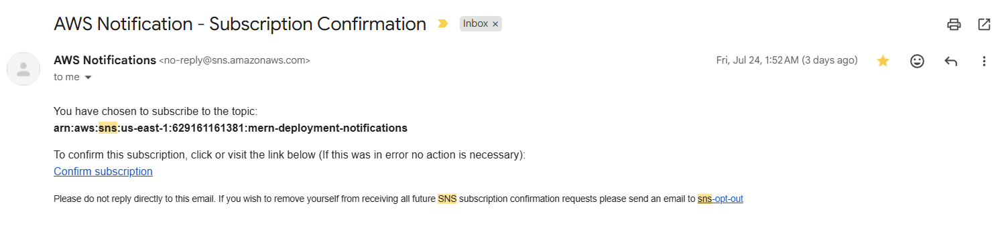 AWS Notification - Subscription Confirmation
Inbox ×
AWS Notifications <no-reply@sns.amazonaws.com>
Fri, Jul 24, 1:52 AM (3 days ago)
to me
You have chosen to subscribe to the topic:
arn:aws:sns:us-east-1:629161161381:mern-deployment-notifications
To confirm this subscription, click or visit the link below (If this was in error no action is necessary):
Confirm subscription
Please do not reply directly to this email. If you wish to remove yourself from receiving all future SNS subscription confirmation requests please send an email to sns-opt-out